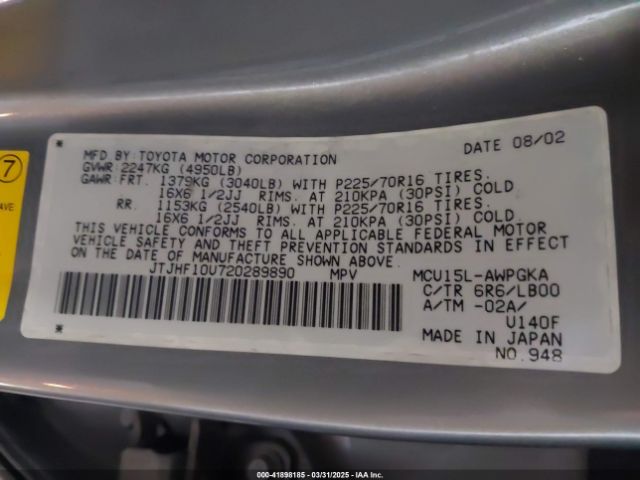 7
AVE
MFD BY: TOYOTA MOTOR CORPORATION DATE 08/02
GVWR: 2247KG (4950LB)
GAWR: FRT. 1379KG (3040LB) WITH P225/70R16 TIRES.
16X6 1/2JJ RIMS. AT 210KPA (30PSI) COLD
RR. 1153KG (2540LB) WITH P225/70R16 TIRES.
16X6 1/2JJ RIMS. AT 210KPA (30PSI) COLD.
THIS VEHICLE CONFORMS TO ALL APPLICABLE FEDERAL MOTOR
VEHICLE SAFETY AND THEFT PREVENTION STANDARDS IN EFFECT
ON THE DATE OF MANUFACTURE SHOWN ABOVE.
JTJHF10U720289890 MPV MCU15L-AWPGKA
C/TR 6R6/LB00
A/TM -02A/
U140F
MADE IN JAPAN
NO. 948
000-41898185 - 03/31/2025 - IAA Inc.